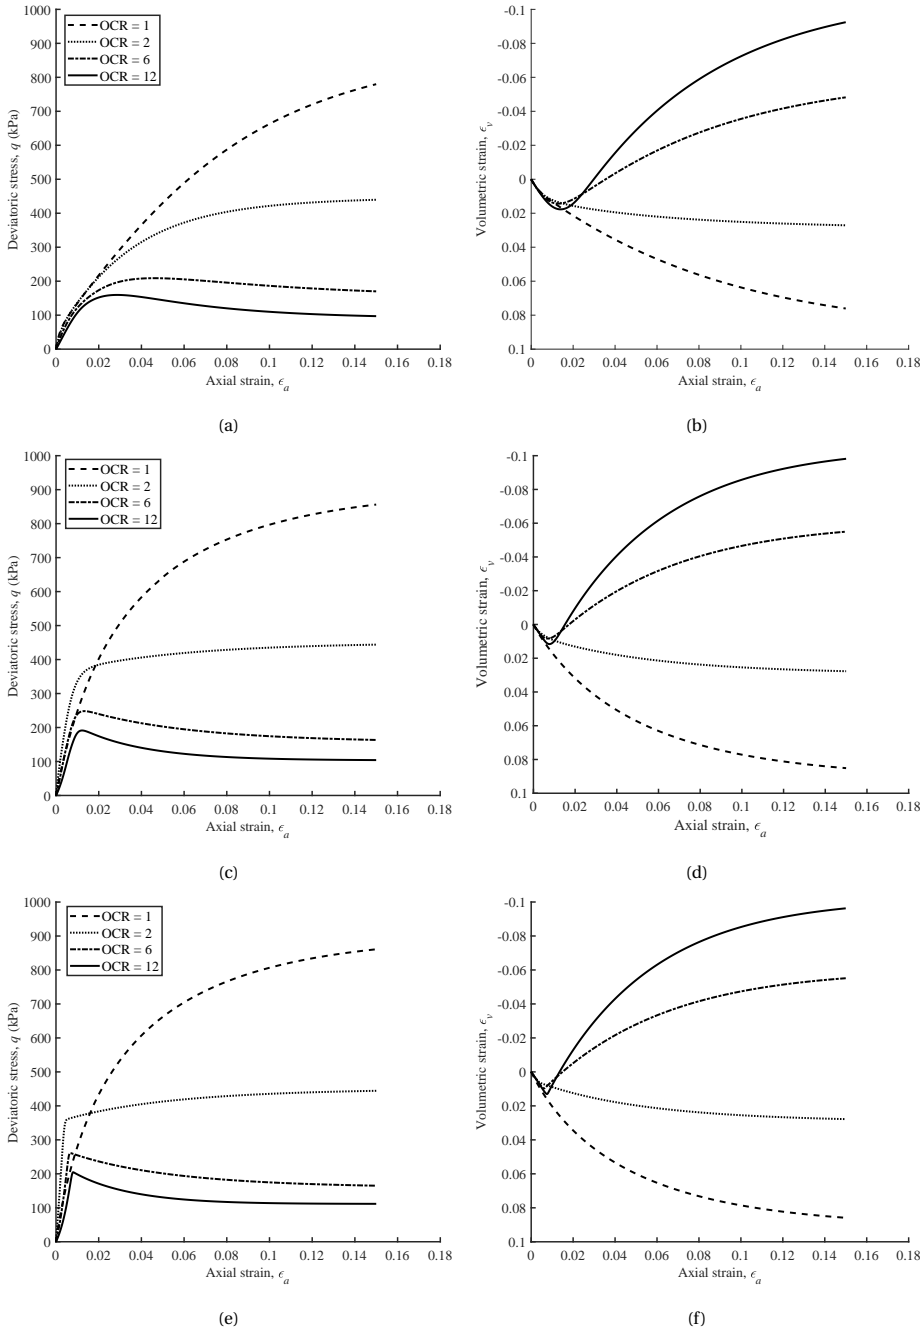 1000
900
800
700
600
500
400
300
200
100
0
Deviatoric stress, q (kPa)
OCR = 1
OCR = 2
OCR = 6
OCR = 12
0 0.02 0.04 0.06 0.08 0.1 0.12 0.14 0.16 0.18
Axial strain, ϵa
(a)
-0.1
-0.08
-0.06
-0.04
-0.02
0
0.02
0.04
0.06
0.08
0.1
Volumetric strain, ϵv
0 0.02 0.04 0.06 0.08 0.1 0.12 0.14 0.16 0.18
Axial strain, ϵa
(b)
1000
900
800
700
600
500
400
300
200
100
0
Deviatoric stress, q (kPa)
OCR = 1
OCR = 2
OCR = 6
OCR = 12
0 0.02 0.04 0.06 0.08 0.1 0.12 0.14 0.16 0.18
Axial strain, ϵa
(c)
-0.1
-0.08
-0.06
-0.04
-0.02
0
0.02
0.04
0.06
0.08
0.1
Volumetric strain, ϵv
0 0.02 0.04 0.06 0.08 0.1 0.12 0.14 0.16 0.18
Axial strain, ϵa
(d)
1000
900
800
700
600
500
400
300
200
100
0
Deviatoric stress, q (kPa)
OCR = 1
OCR = 2
OCR = 6
OCR = 12
0 0.02 0.04 0.06 0.08 0.1 0.12 0.14 0.16 0.18
Axial strain, ϵa
(e)
-0.1
-0.08
-0.06
-0.04
-0.02
0
0.02
0.04
0.06
0.08
0.1
Volumetric strain, ϵv
0 0.02 0.04 0.06 0.08 0.1 0.12 0.14 0.16 0.18
Axial strain, ϵa
(f)